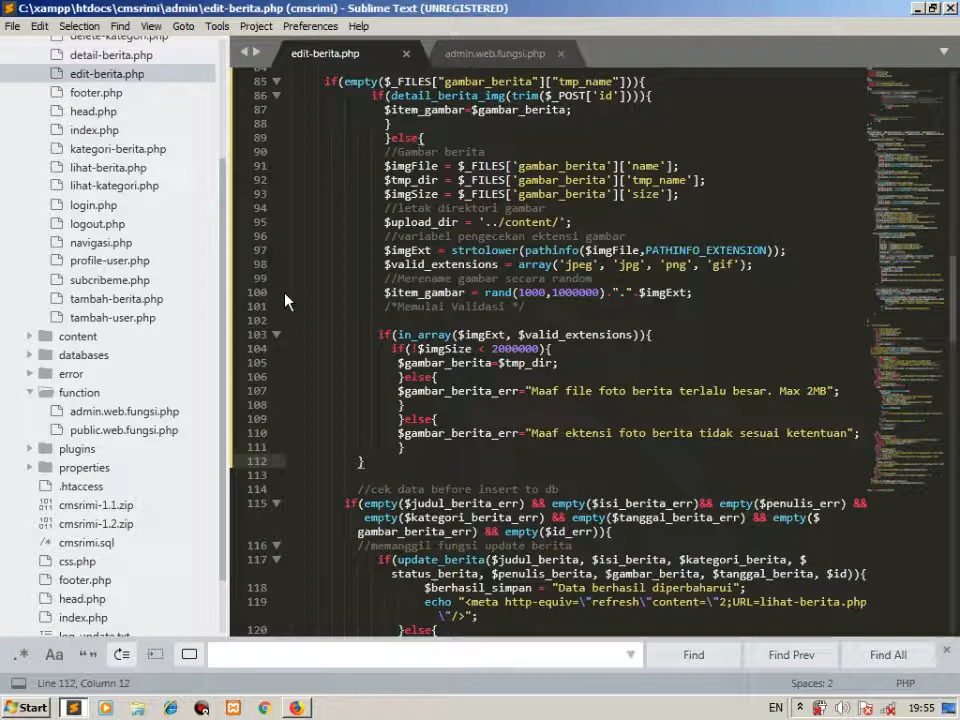 C:\xampp\htdocs\cmsrimi\admin\edit-berita.php (cmsrimi) - Sublime Text (UNREGISTERED)
File Edit Selection Find View Goto Tools Project Preferences Help
delete-kategori.php
detail-berita.php
edit-berita.php
footer.php
head.php
index.php
kategori-berita.php
lihat-berita.php
lihat-kategori.php
login.php
logout.php
navigasi.php
profile-user.php
subcribeme.php
tambah-berita.php
tambah-user.php
content
databases
error
function
admin.web.fungsi.php
public.web.fungsi.php
plugins
properties
.htaccess
cmsrimi-1.1.zip
cmsrimi-1.2.zip
cmsrimi.sql
css.php
footer.php
head.php
index.php
log_update.txt
edit-berita.php × admin.web.fungsi.php ×
84
85 if(empty($_FILES["gambar_berita"]["tmp_name"])){
86 if(detail_berita_img(trim($_POST['id']))){
87 $item_gambar=$gambar_berita;
88 }
89 }else{
90 //Gambar berita
91 $imgFile = $_FILES['gambar_berita']['name'];
92 $tmp_dir = $_FILES['gambar_berita']['tmp_name'];
93 $imgSize = $_FILES['gambar_berita']['size'];
94 //letak direktori gambar
95 $upload_dir = '../content/';
96 //variabel pengecekan ektensi gambar
97 $imgExt = strtolower(pathinfo($imgFile,PATHINFO_EXTENSION));
98 $valid_extensions = array('jpeg', 'jpg', 'png', 'gif');
99 //Merename gambar secara random
100 $item_gambar = rand(1000,1000000).".".$imgExt;
101 /*Memulai Validasi */
102
103 if(in_array($imgExt, $valid_extensions)){
104 if(!$imgSize < 2000000){
105 $gambar_berita=$tmp_dir;
106 }else{
107 $gambar_berita_err="Maaf file foto berita terlalu besar. Max 2MB";
108 }
109 }else{
110 $gambar_berita_err="Maaf ektensi foto berita tidak sesuai ketentuan";
111 }
112 }
113
114 //cek data before insert to db
115 if(empty($judul_berita_err) && empty($isi_berita_err)&& empty($penulis_err) &&
empty($kategori_berita_err) && empty($tanggal_berita_err) && empty($
gambar_berita_err) && empty($id_err)){
116 //memanggil fungsi update berita
117 if(update_berita($judul_berita, $isi_berita, $kategori_berita, $
status_berita, $penulis_berita, $gambar_berita, $tanggal_berita, $id)){
118 $berhasil_simpan = "Data berhasil diperbaharui";
119 echo "<meta http-equiv=\"refresh\"content=\"2;URL=lihat-berita.php
\"/>";
120 }else{
.* Aa “” Find Find Prev Find All ×
Line 112, Column 12 Spaces: 2 PHP
Start EN 19:55